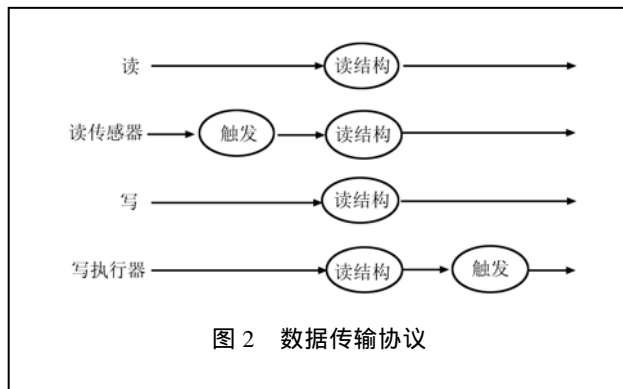 读 读结构
读传感器 触发 读结构
写 读结构
写执行器 读结构 触发
图 2 数据传输协议